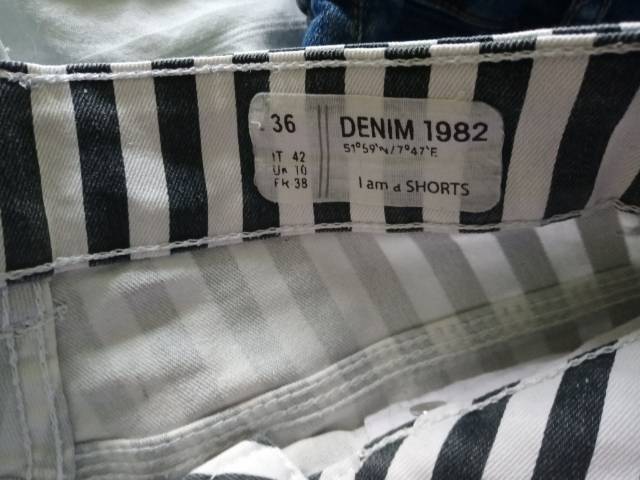 36
IT 42
UK 10
FR 38
DENIM 1982
51°59'N/7°47'E
I am a SHORTS